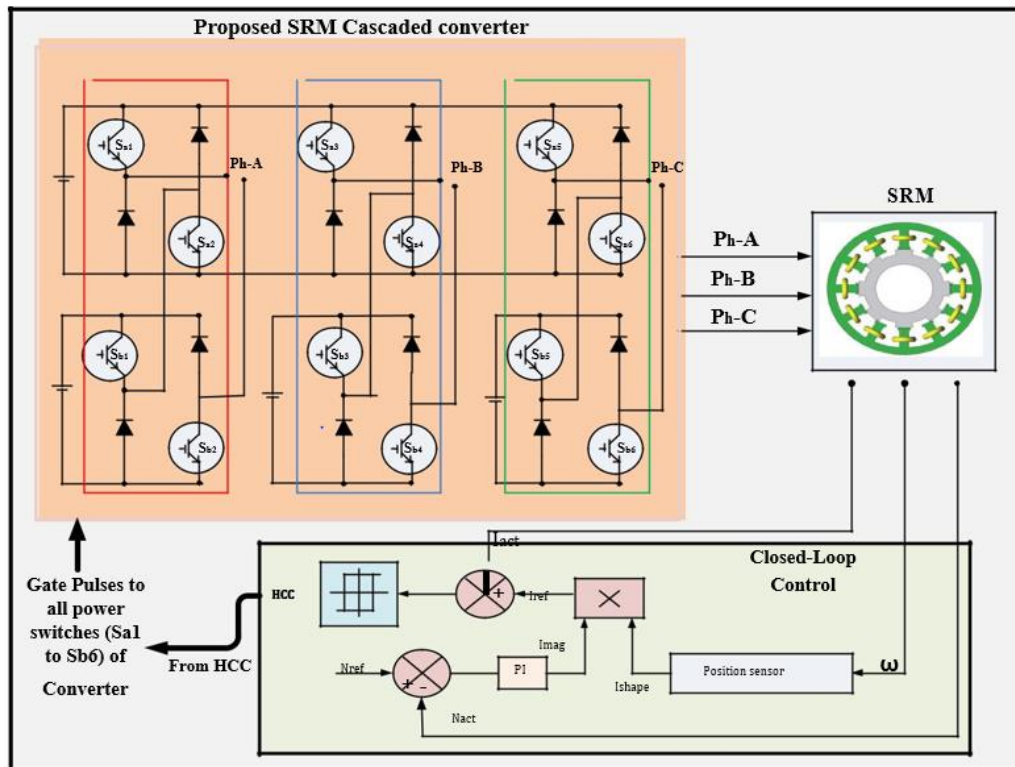 Proposed SRM Cascaded converter
Sa1
Sa3
Sa5
Ph-A
Ph-B
Ph-C
Sa2
Sa4
Sa6
SRM
Ph-A
Ph-B
Ph-C
Sb1
Sb3
Sb5
Sb2
Sb4
Sb6
Iact
Closed-Loop
Control
Gate Pulses to
all power
switches (Sa1
to Sb6) of
Converter
From HCC
HCC
+
Iref
×
Imag
Nref
+ -
PI
Ishape
Position sensor
ω
Nact